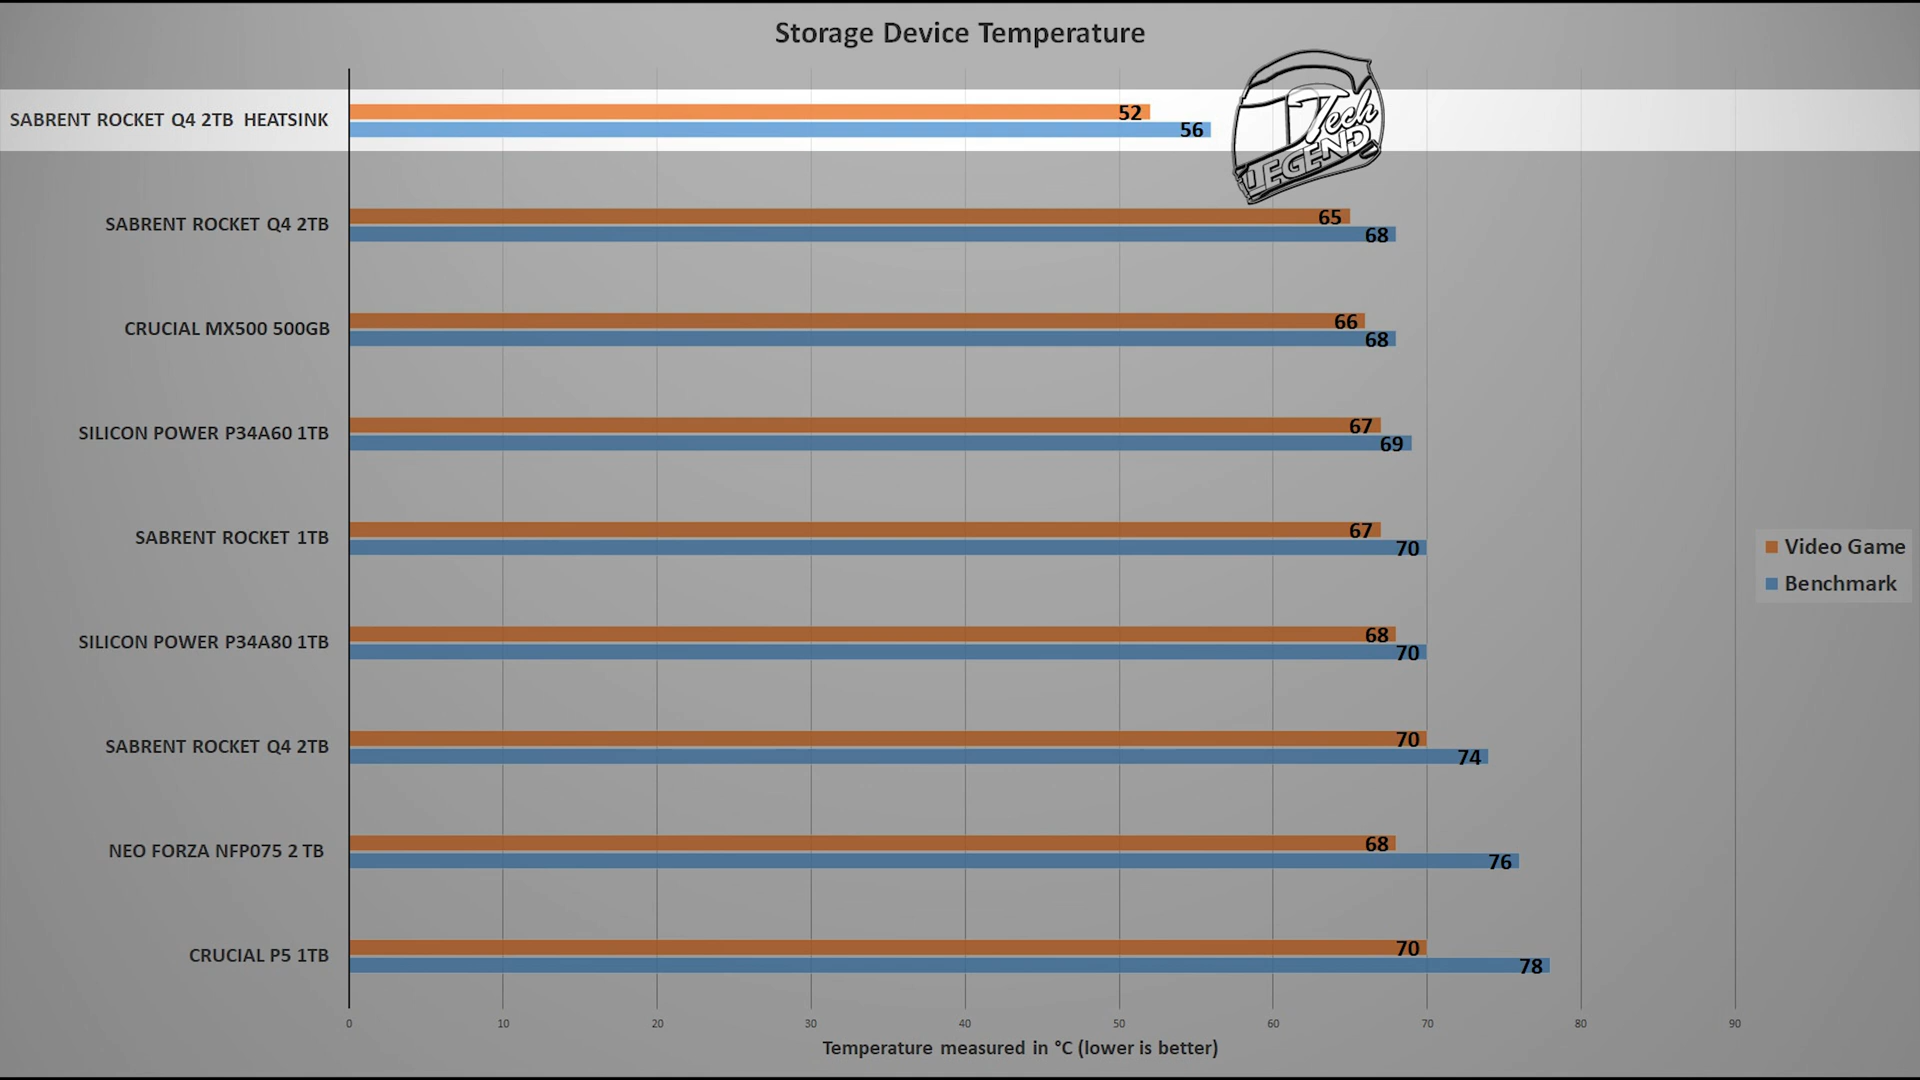 Storage Device Temperature
SABRENT ROCKET Q4 2TB HEATSINK
52
56
Tech
LEGEND
SABRENT ROCKET Q4 2TB
65
68
CRUCIAL MX500 500GB
66
68
SILICON POWER P34A60 1TB
67
69
SABRENT ROCKET 1TB
67
70
Video Game
Benchmark
SILICON POWER P34A80 1TB
68
70
SABRENT ROCKET Q4 2TB
70
74
NEO FORZA NFP075 2 TB
68
76
CRUCIAL P5 1TB
70
78
0 10 20 30 40 50 60 70 80 90
Temperature measured in °C (lower is better)